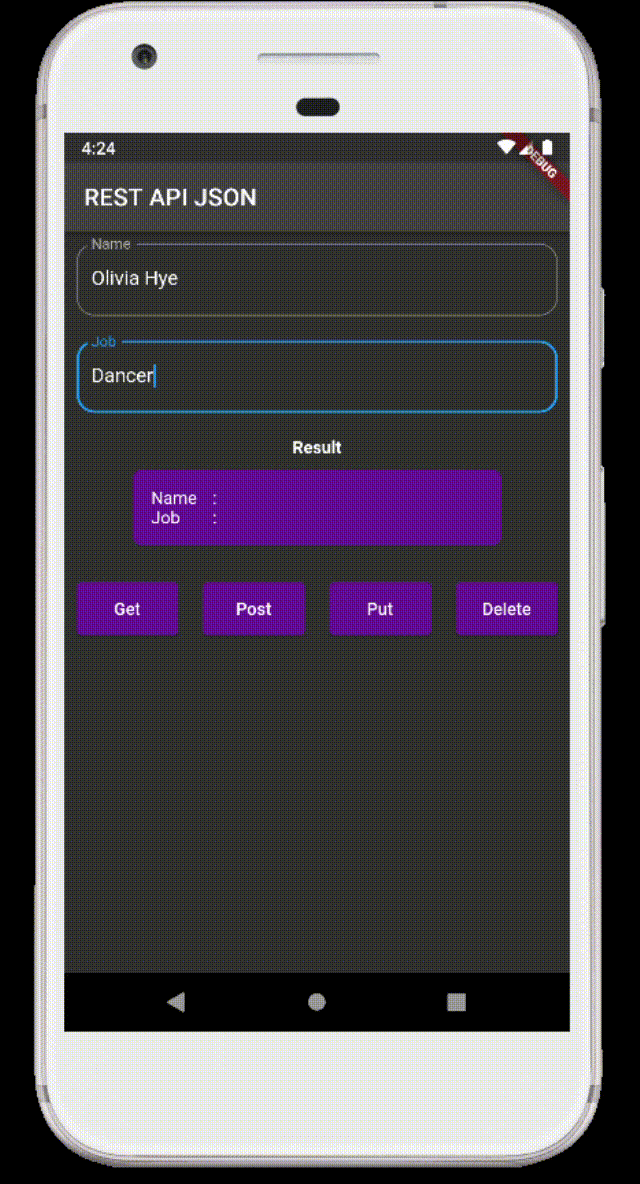 4:24
DEBUG
REST API JSON
Name
Olivia Hye
Job
Dancer
Result
Name :
Job :
Get Post Put Delete